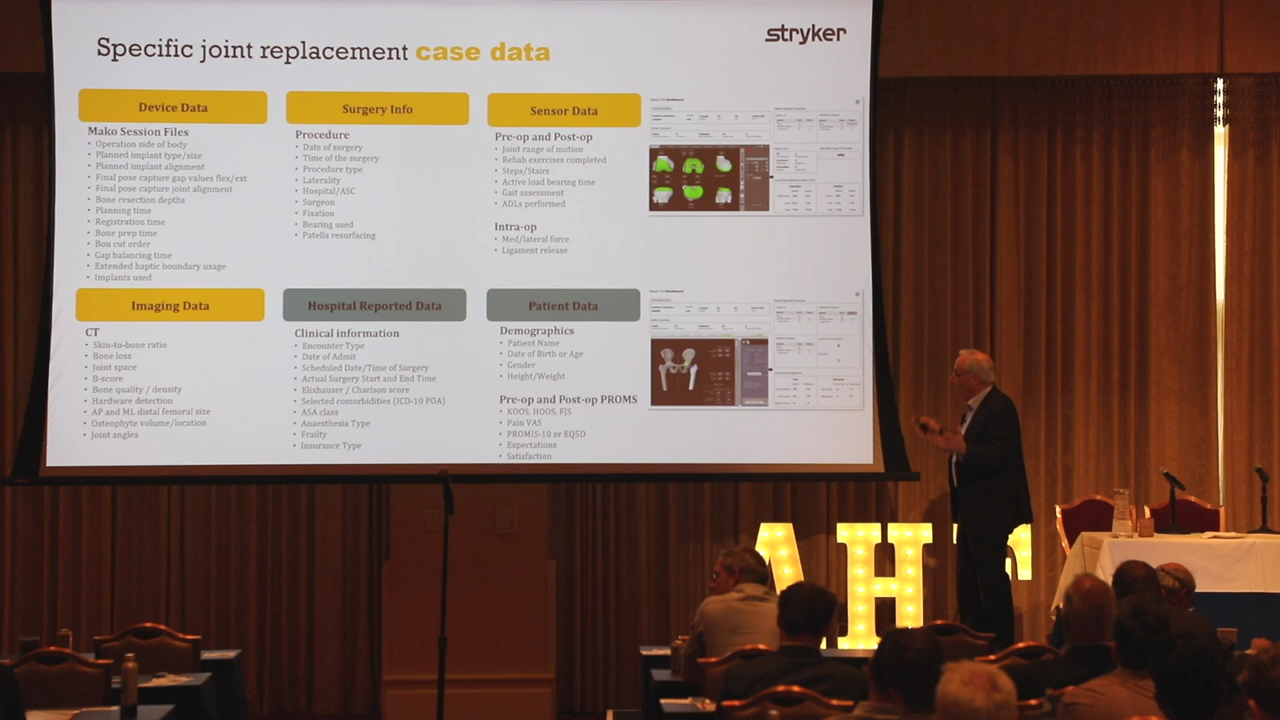 Specific joint replacement case data
stryker
Device Data
Mako Session Files
• Operation side of body
• Planned implant type/size
• Planned implant alignment
• Final pose capture gap values flex/ext
• Final pose capture joint alignment
• Bone resection depths
• Planning time
• Registration time
• Bone prep time
• Bon cut order
• Gap balancing time
• Extended haptic boundary usage
• Implants used
Surgery Info
Procedure
• Date of surgery
• Time of the surgery
• Procedure type
• Laterality
• Hospital/ASC
• Surgeon
• Fixation
• Bearing used
• Patella resurfacing
Sensor Data
Pre-op and Post-op
• Joint range of motion
• Rehab exercises completed
• Steps/Stairs
• Active load bearing time
• Gait assessment
• ADLs performed
Intra-op
• Med/lateral force
• Ligament release
Imaging Data
CT
• Skin-to-bone ratio
• Bone loss
• Joint space
• B-score
• Bone quality / density
• Hardware detection
• AP and ML distal femoral size
• Osteophyte volume/location
• Joint angles
Hospital Reported Data
Clinical information
• Encounter Type
• Date of Admit
• Scheduled Date/Time of Surgery
• Actual Surgery Start and End Time
• Elixhauser / Charlson score
• Selected comorbidities (ICD-10 POA)
• ASA class
• Anaesthesia Type
• Frailty
• Insurance Type
Patient Data
Demographics
• Patient Name
• Date of Birth or Age
• Gender
• Height/Weight
Pre-op and Post-op PROMS
• KOOS, HOOS, FJS
• Pain VAS
• PROMIS-10 or EQ5D
• Expectations
• Satisfaction
AH